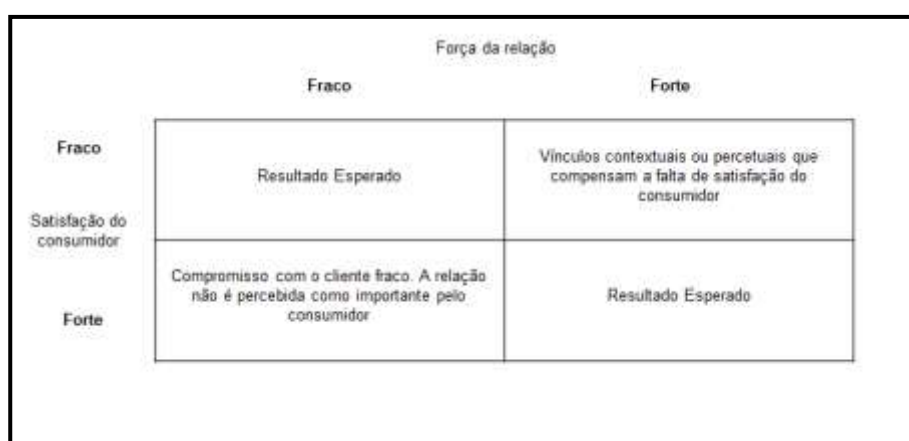 Força da relação
Fraco
Forte
Fraco
Satisfação do
consumidor
Forte
Resultado Esperado
Vínculos contextuais ou percetuais que
compensam a falta de satisfação do
consumidor
Compromisso com o cliente fraco. A relação
não é percebida como importante pelo
consumidor
Resultado Esperado